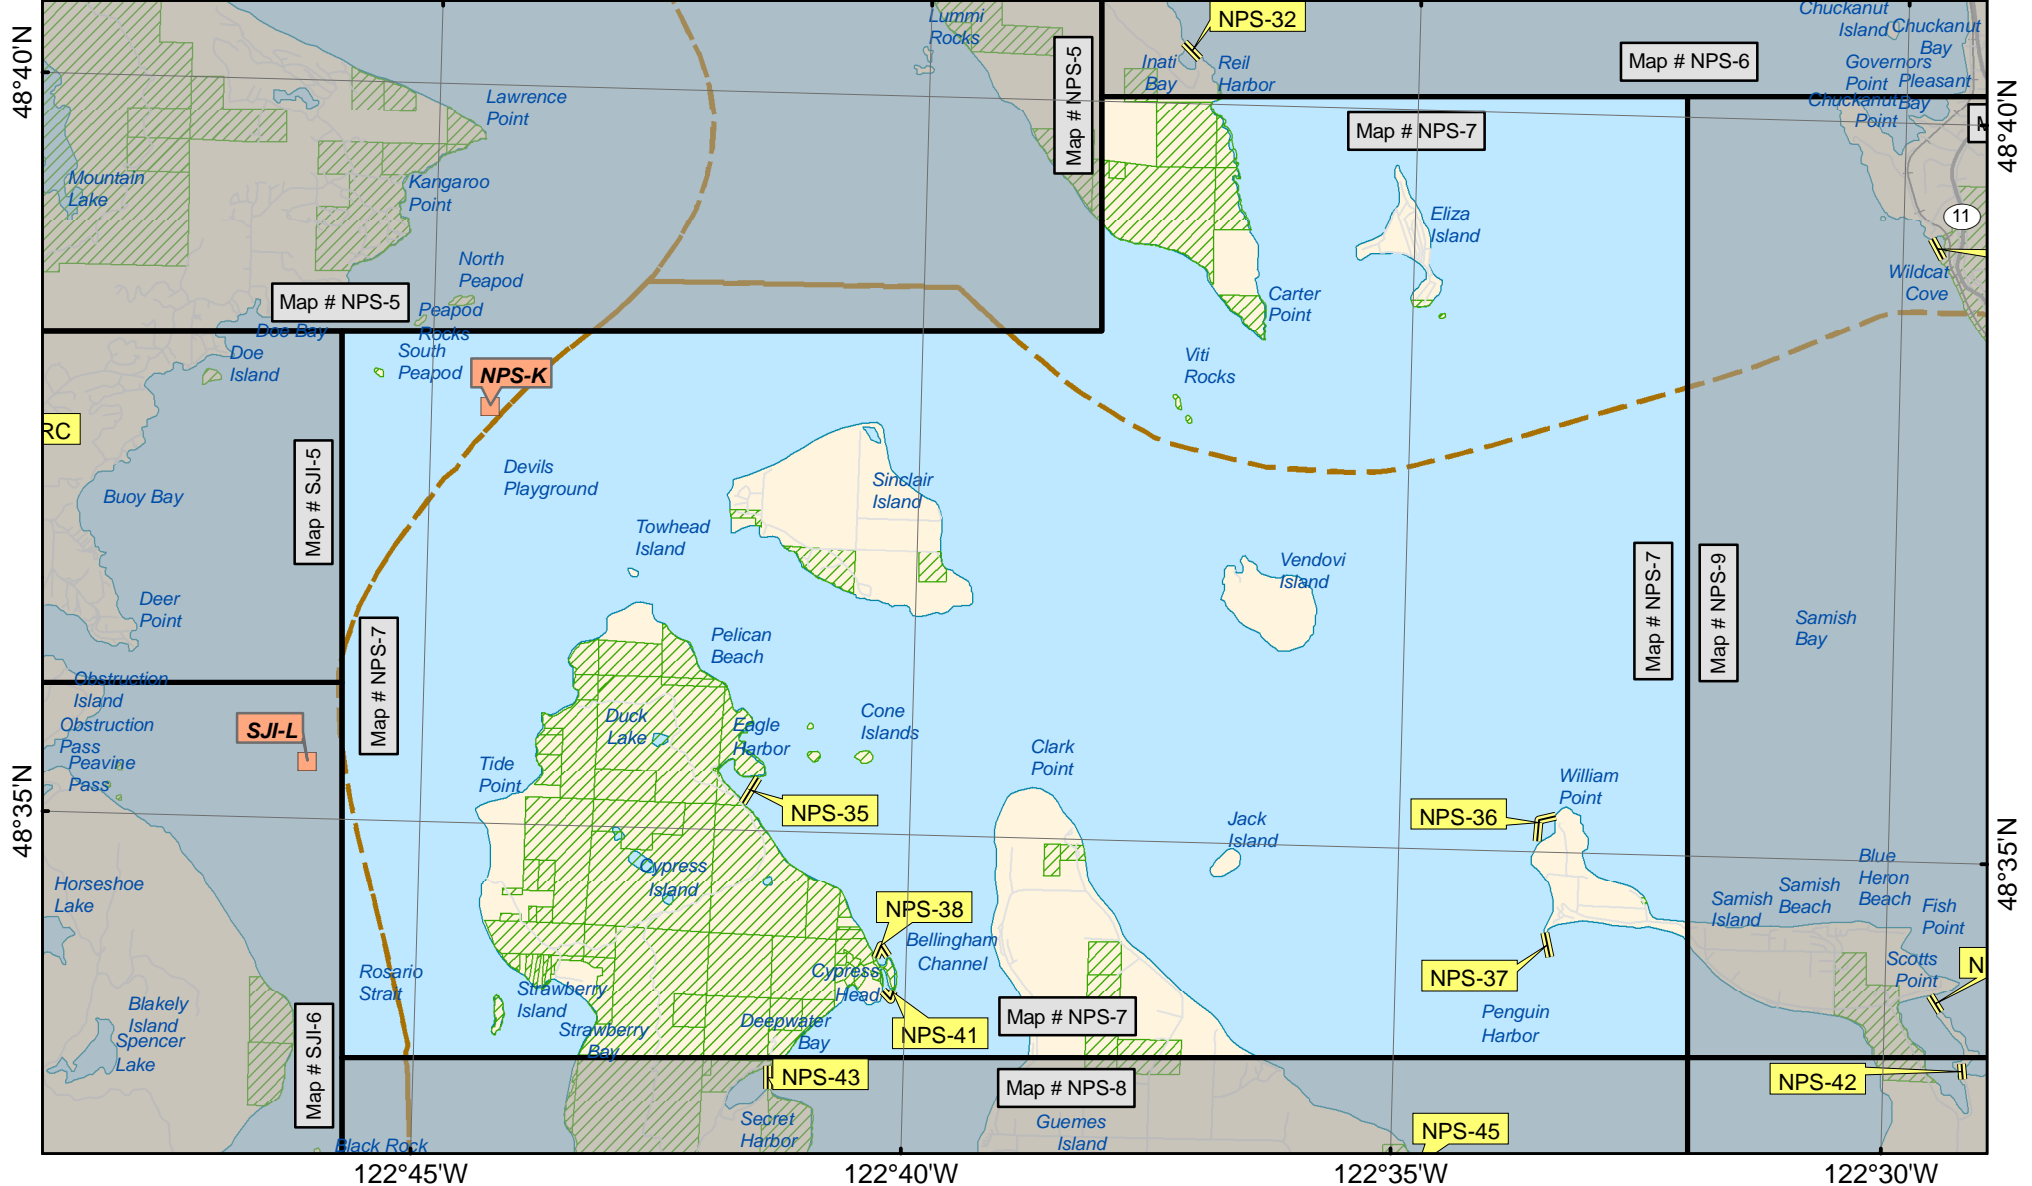 Lummi
Rocks
NPS-32
Chuckanut
Island
Chuckanut
Bay
Map # NPS-6
Inati
Bay
Reil
Harbor
Governors
Point
Pleasant
Bay
Chuckanut
Point
48°40'N
48°40'N
Lawrence
Point
Map # NPS-5
Map # NPS-7
Mountain
Lake
Kangaroo
Point
Eliza
Island
11
North
Peapod
Wildcat
Cove
Map # NPS-5
Peapod
Rocks
Carter
Point
Doe Bay
Doe
Island
South
Peapod
NPS-K
Viti
Rocks
RC
Map # SJI-5
Devils
Playground
Sinclair
Island
Buoy Bay
Towhead
Island
Vendovi
Island
Map # NPS-7
Map # NPS-9
Deer
Point
Samish
Bay
Pelican
Beach
Map # NPS-7
Obstruction
Island
Obstruction
Pass
Peavine
Pass
SJI-L
Duck
Lake
Eagle
Harbor
Cone
Islands
Tide
Point
Clark
Point
William
Point
48°35'N
48°35'N
NPS-35
NPS-36
Jack
Island
Cypress
Island
Horseshoe
Lake
Blue
Heron
Beach
Samish
Beach
Samish
Island
Fish
Point
NPS-38
Bellingham
Channel
Cypress
Head
Rosario
Strait
NPS-37
Scotts
Point
N
Strawberry
Island
Blakely
Island
Spencer
Lake
Map # SJI-6
Strawberry
Bay
Deepwater
Bay
NPS-41
Map # NPS-7
Penguin
Harbor
NPS-43
Map # NPS-8
NPS-42
Secret
Harbor
Guemes
Island
NPS-45
Black Rock
122°45'W
122°40'W
122°35'W
122°30'W